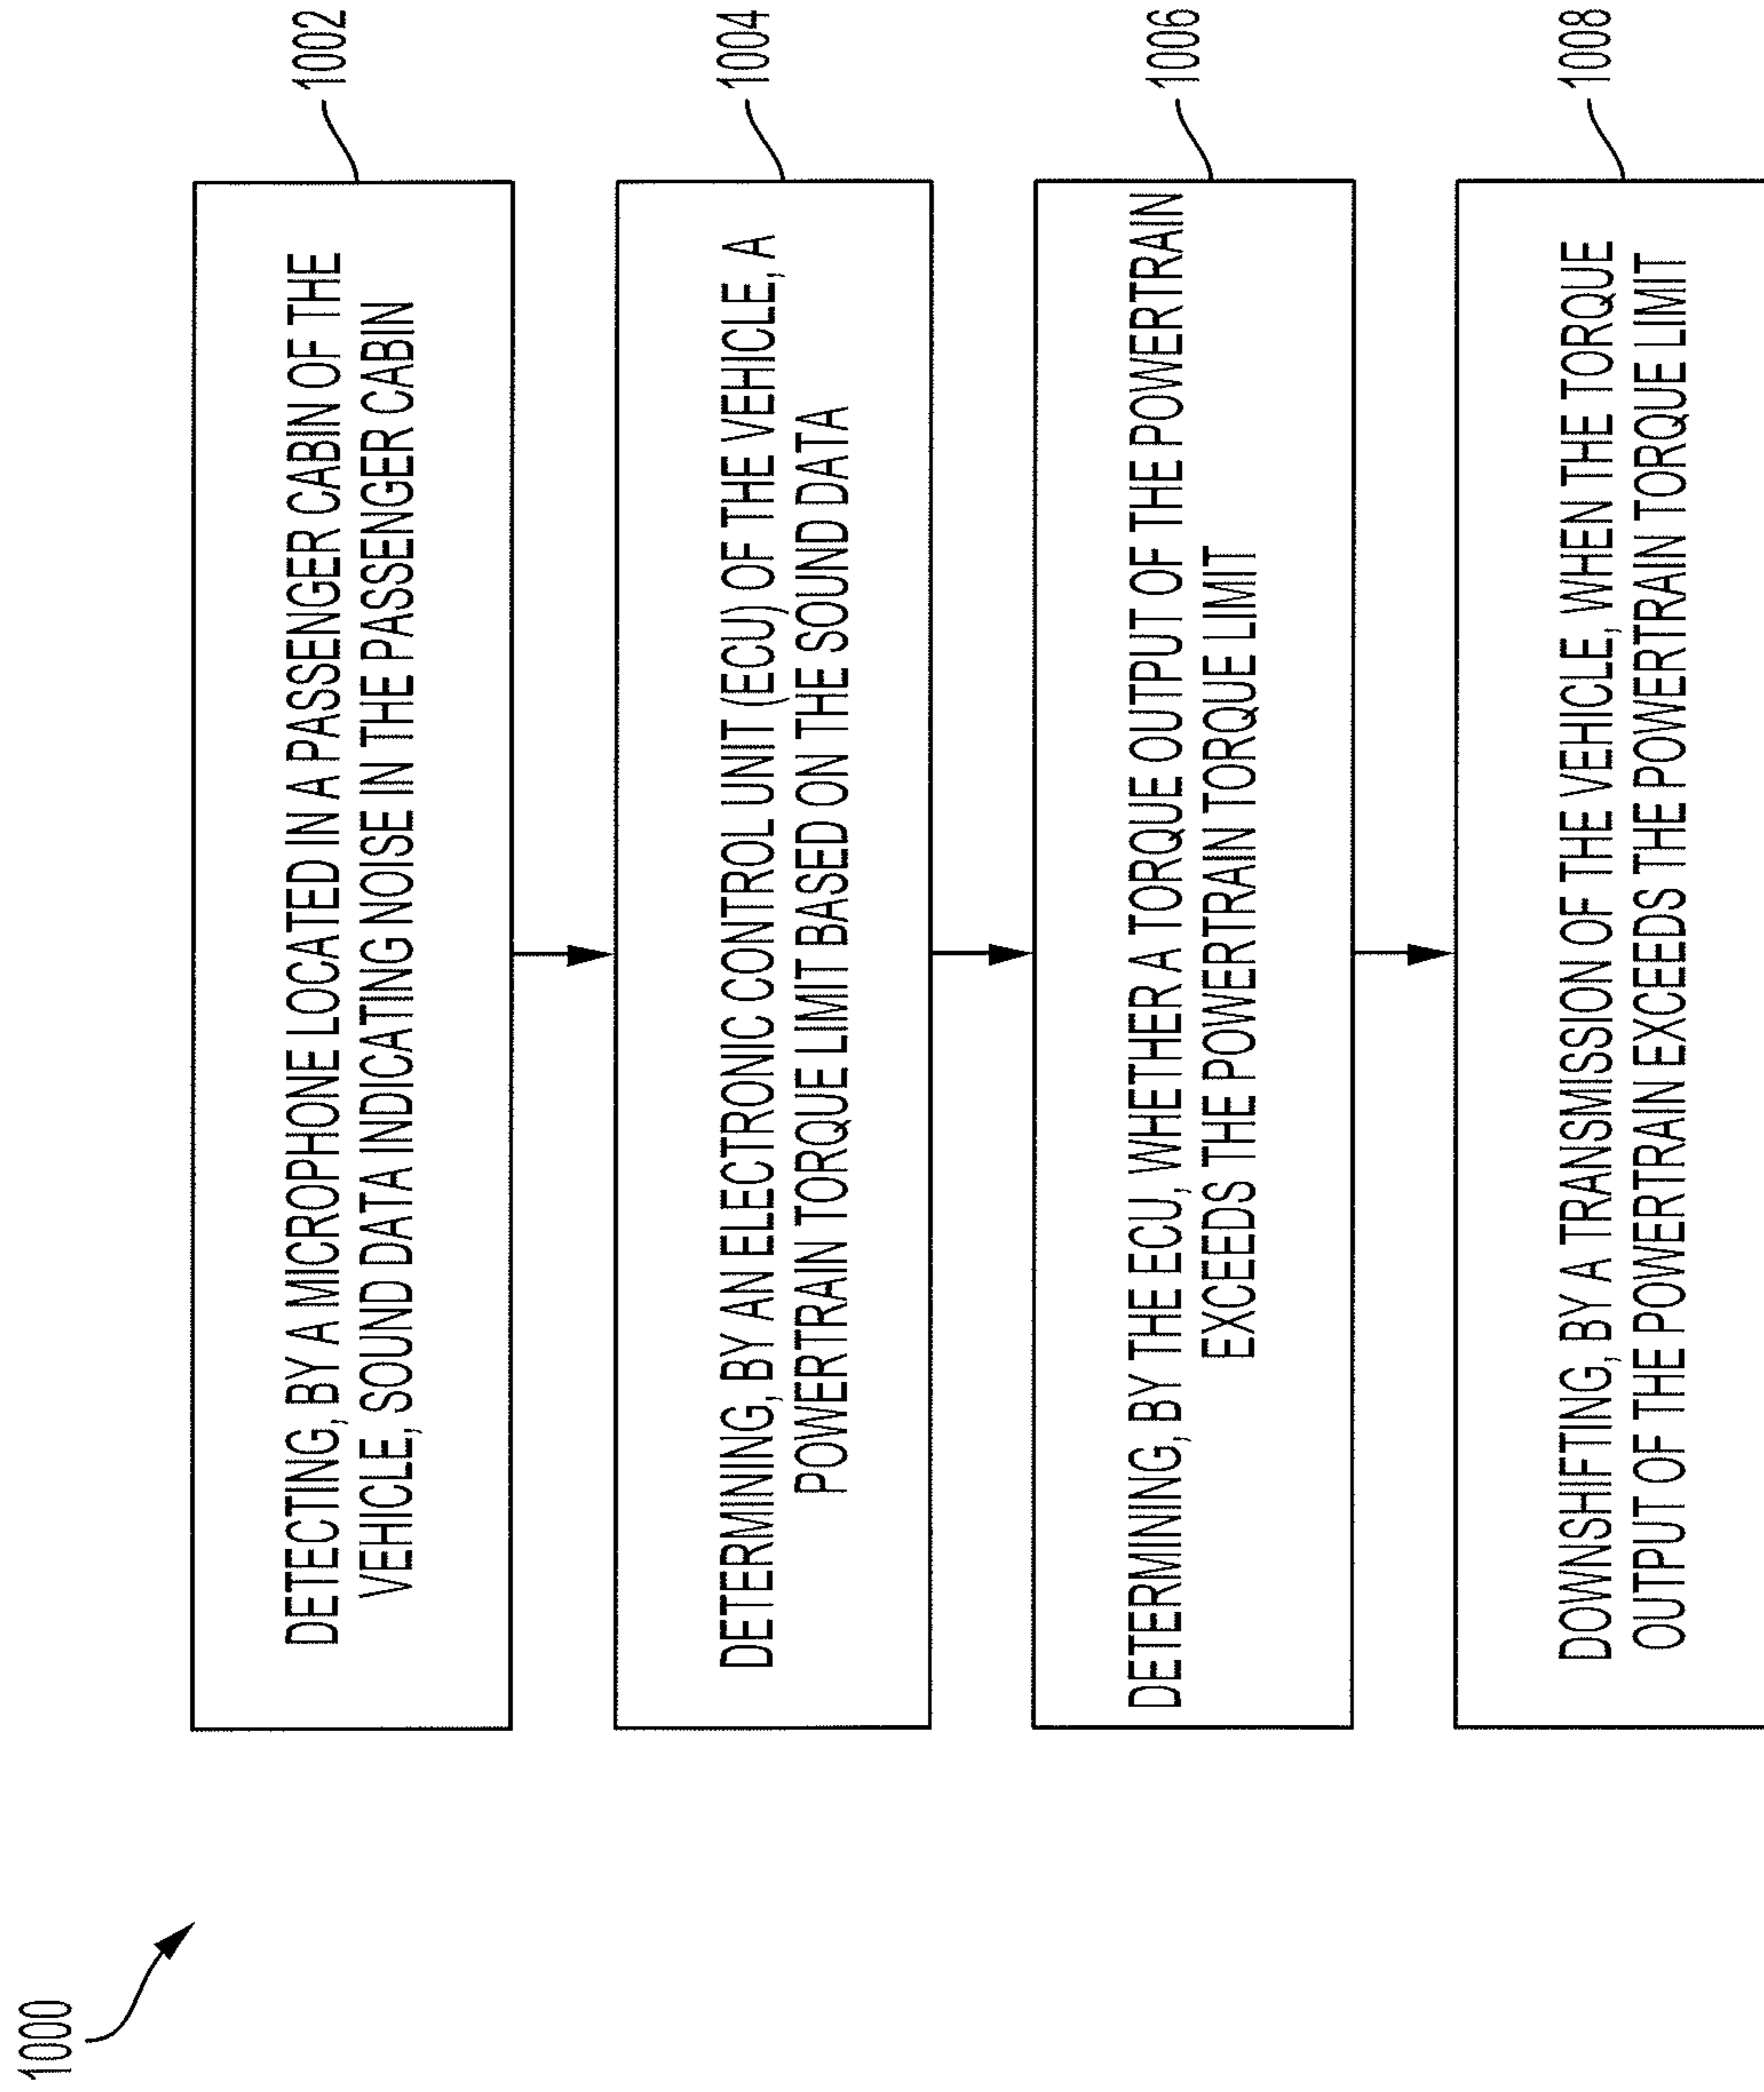 1000
DETECTING, BY A MICROPHONE LOCATED IN A PASSENGER CABIN OF THE
VEHICLE, SOUND DATA INDICATING NOISE IN THE PASSENGER CABIN
1002
DETERMINING, BY AN ELECTRONIC CONTROL UNIT (ECU) OF THE VEHICLE, A
POWERTRAIN TORQUE LIMIT BASED ON THE SOUND DATA
1004
DETERMINING, BY THE ECU, WHETHER A TORQUE OUTPUT OF THE POWERTRAIN
EXCEEDS THE POWERTRAIN TORQUE LIMIT
1006
DOWNSHIFTING, BY A TRANSMISSION OF THE VEHICLE, WHEN THE TORQUE
OUTPUT OF THE POWERTRAIN EXCEEDS THE POWERTRAIN TORQUE LIMIT
1008